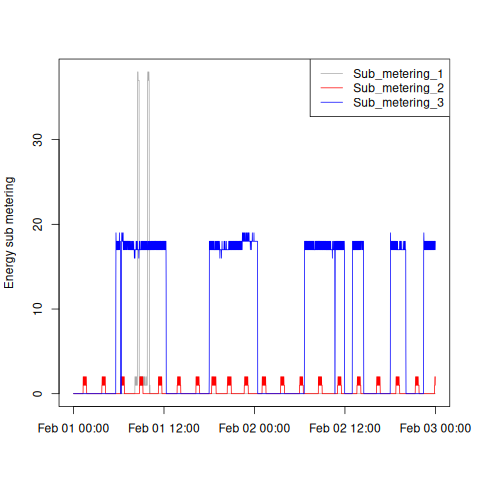 Sub_metering_1
Sub_metering_2
Sub_metering_3
Energy sub metering
30
20
10
0
Feb 01 00:00 Feb 01 12:00 Feb 02 00:00 Feb 02 12:00 Feb 03 00:00